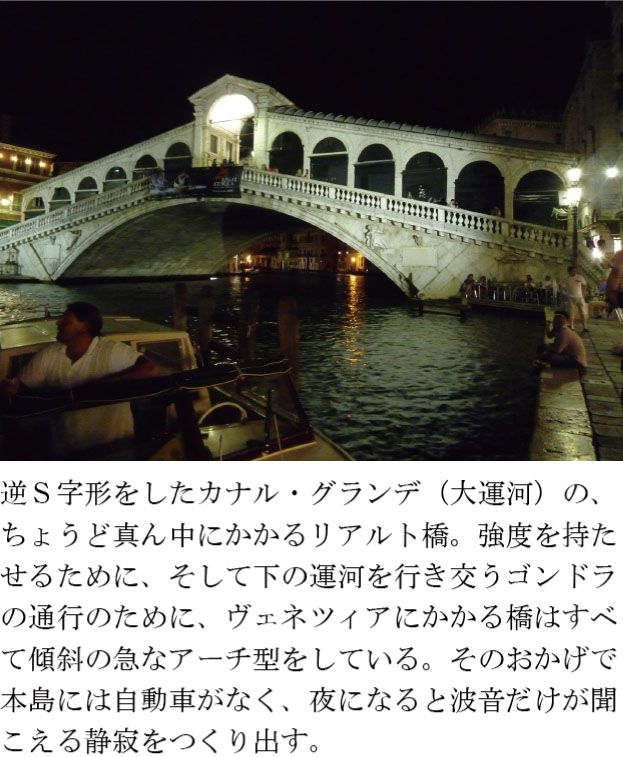 逆Ｓ字形をしたカナル・グランデ（大運河）の、
ちょうど真ん中にかかるリアルト橋。強度を持た
せるために、そして下の運河を行き交うゴンドラ
の通行のために、ヴェネツィアにかかる橋はすべ
て傾斜の急なアーチ型をしている。そのおかげで
本島には自動車がなく、夜になると波音だけが聞
こえる静寂をつくり出す。